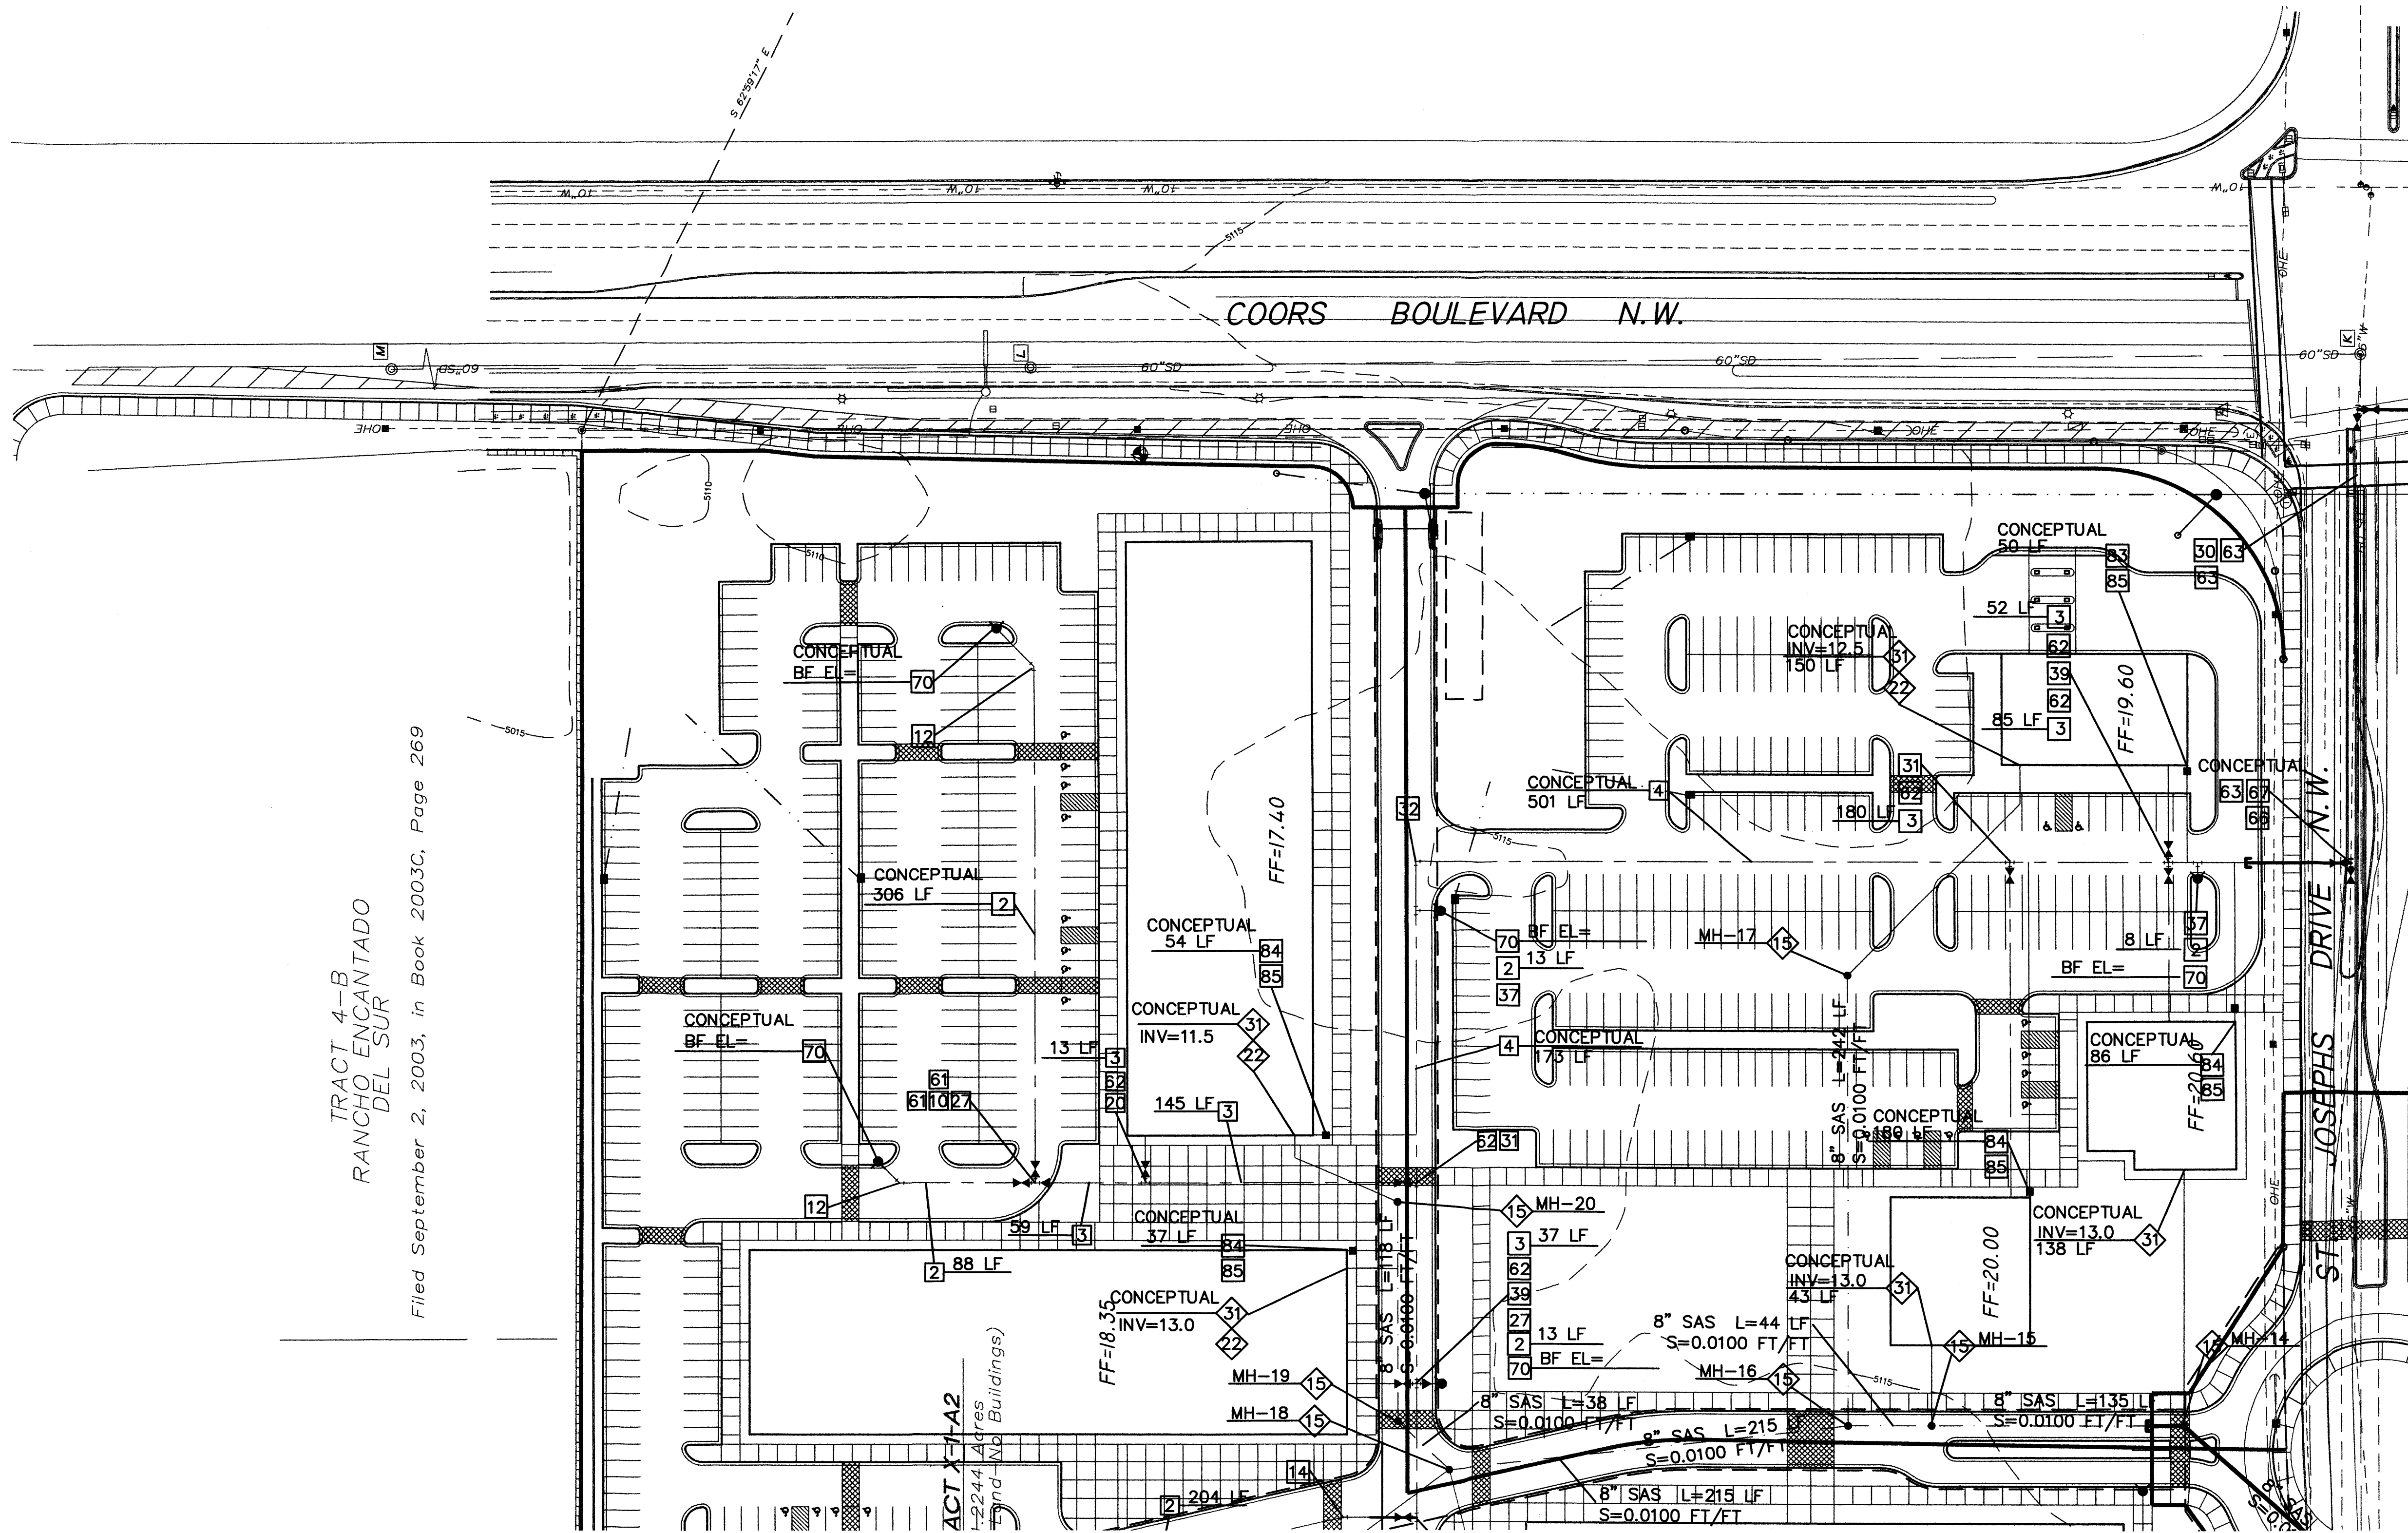 S 62°59'17" E
10"W
10"W
10"W
10"W
5115
OHE
COORS BOULEVARD N.W.
M
L
K
60"SD
60"SD
60"SD
60"SD
6"W
OHE
OHE
OHE
OHE
OHE
5110
5110
5015
CONCEPTUAL
BF EL=
70
12
CONCEPTUAL
306 LF
2
CONCEPTUAL
BF EL=
70
61
61 10 27
12
2 88 LF
59 LF 3
13 LF 3
62
20
145 LF 3
FF=17.40
CONCEPTUAL
54 LF
84
85
CONCEPTUAL
INV=11.5
31
22
CONCEPTUAL
37 LF
84
85
CONCEPTUAL
INV=13.0
31
22
FF=18.35
MH-19 15
MH-18 15
14
2 204 LF
TRACT 4-B
RANCHO ENCANTADO
DEL SUR
Filed September 2, 2003, in Book 2003C, Page 269
ACT X-1-A2
.2244 Acres
Land-No Buildings)
32
8" SAS L=118 LF
S=0.0100 FT/FT
CONCEPTUAL
50 LF
83
85
30 63
63
52 LF 3
62
39
62
85 LF 3
CONCEPTUAL
INV=12.5
150 LF
31
22
FF=19.60
CONCEPTUAL
501 LF
4
31
62
180 LF 3
CONCEPTUAL
63 67
66
5115
70 BF EL=
2 13 LF
37
MH-17 15
37
8 LF 2
BF EL= 70
4 CONCEPTUAL
173 LF
8" SAS L=242 LF
S=0.0100 FT/FT
CONCEPTUAL
86 LF
84
85
FF=20.60
CONCEPTUAL
180 LF
84
85
62 31
15 MH-20
3 37 LF
62
39
27
2 13 LF
70 BF EL=
CONCEPTUAL
INV=13.0
138 LF
31
CONCEPTUAL
INV=13.0
43 LF
31
FF=20.00
8" SAS L=44 LF
S=0.0100 FT/FT
15 MH-15
15 MH-14
MH-16 15
5115
8" SAS L=38 LF
S=0.0100 FT/FT
8" SAS L=135 LF
S=0.0100 FT/FT
8" SAS L=215
S=0.0100 FT/FT
8" SAS L=215 LF
S=0.0100 FT/FT
8" SAS
ST. JOSEPHS DRIVE N.W.
OHE